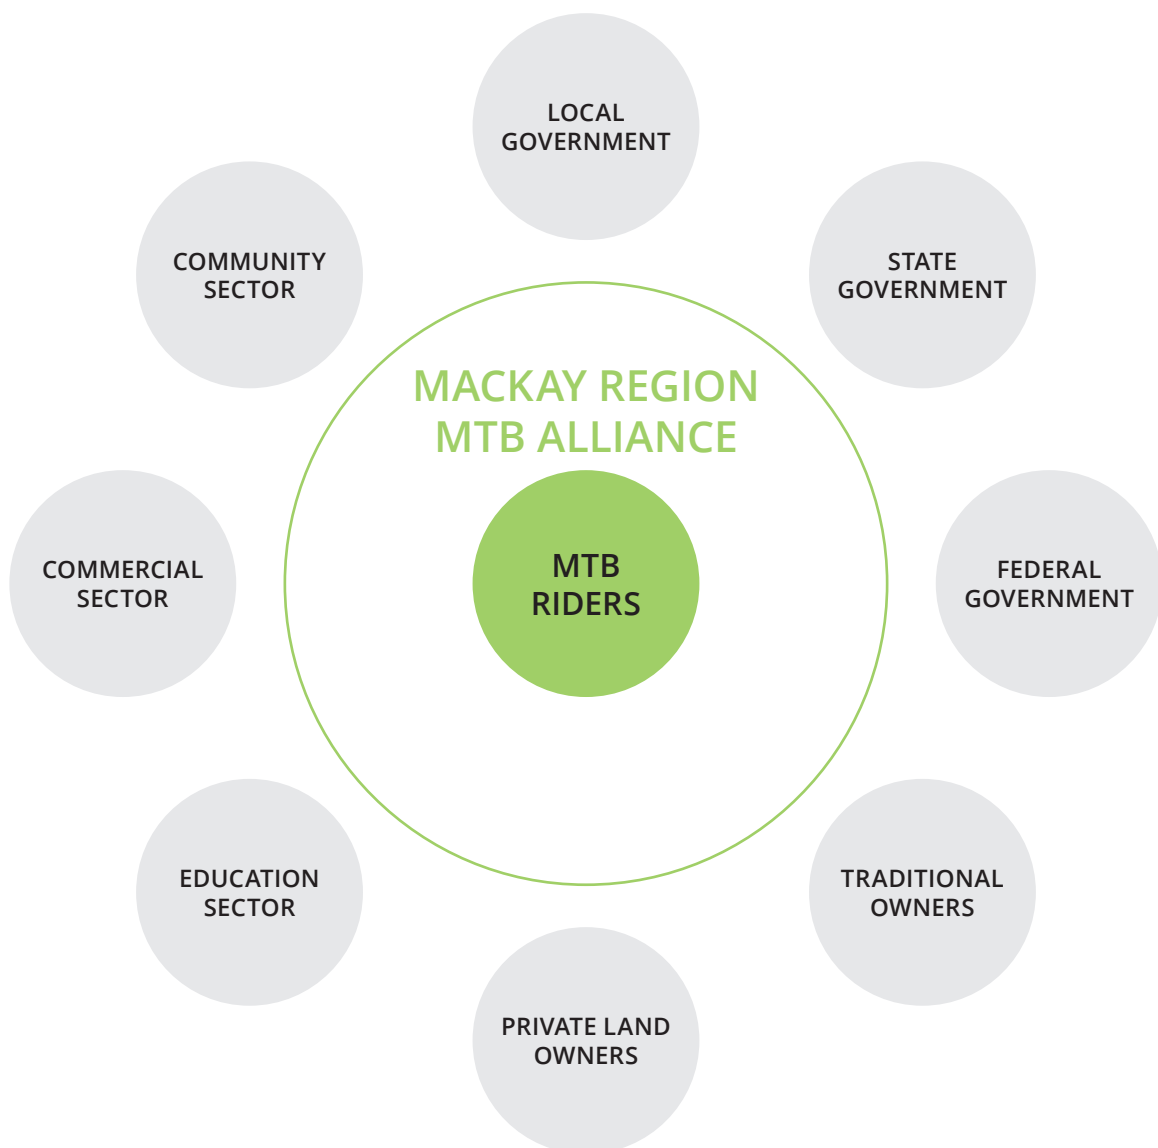 LOCAL
GOVERNMENT
COMMUNITY
SECTOR
STATE
GOVERNMENT
MACKAY REGION
MTB ALLIANCE
MTB
RIDERS
COMMERCIAL
SECTOR
FEDERAL
GOVERNMENT
EDUCATION
SECTOR
TRADITIONAL
OWNERS
PRIVATE LAND
OWNERS